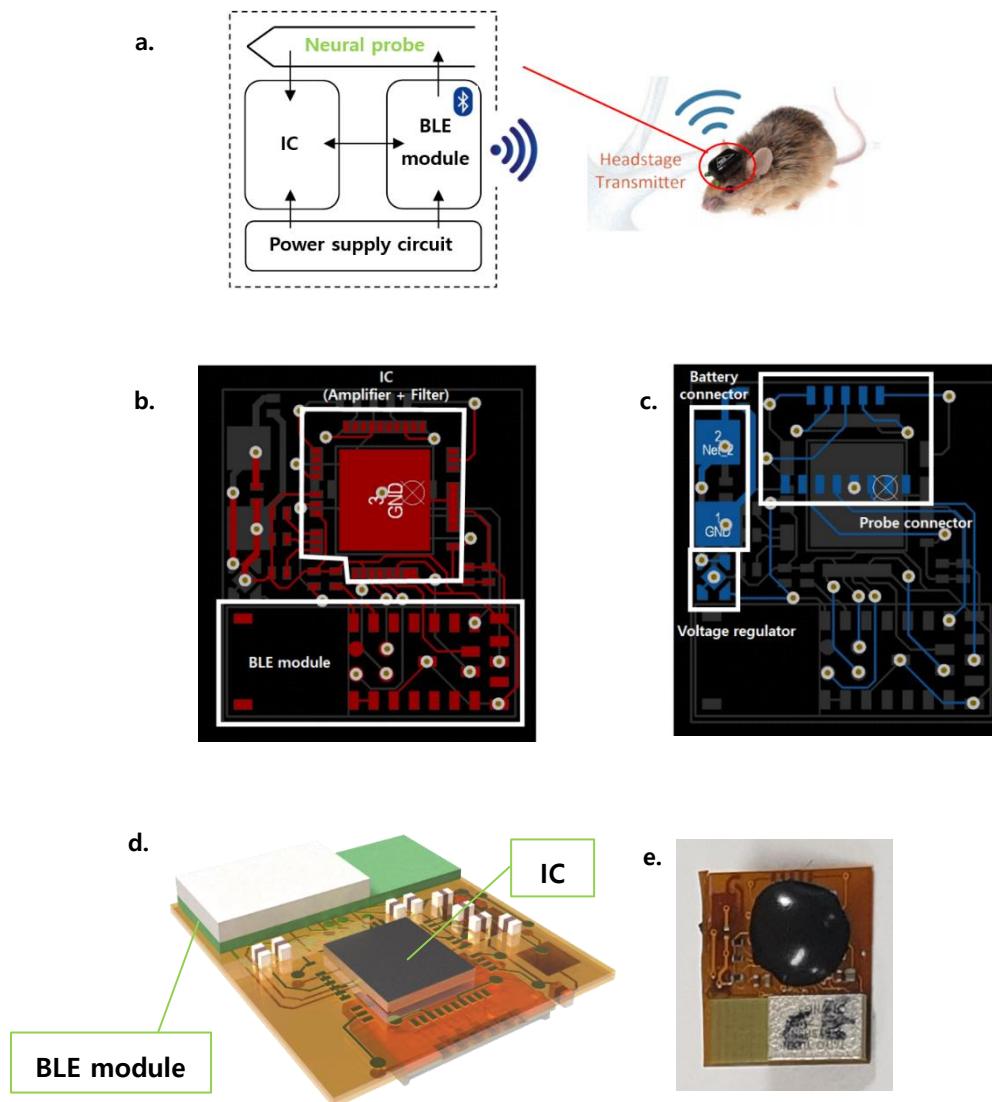 a.
Neural probe
IC
BLE
module
Power supply circuit
Headstage
Transmitter
b.
IC
(Amplifier + Filter)
3
GND
BLE module
c.
Battery
connector
2
1
GND
Probe connector
Voltage regulator
d.
IC
BLE module
e.